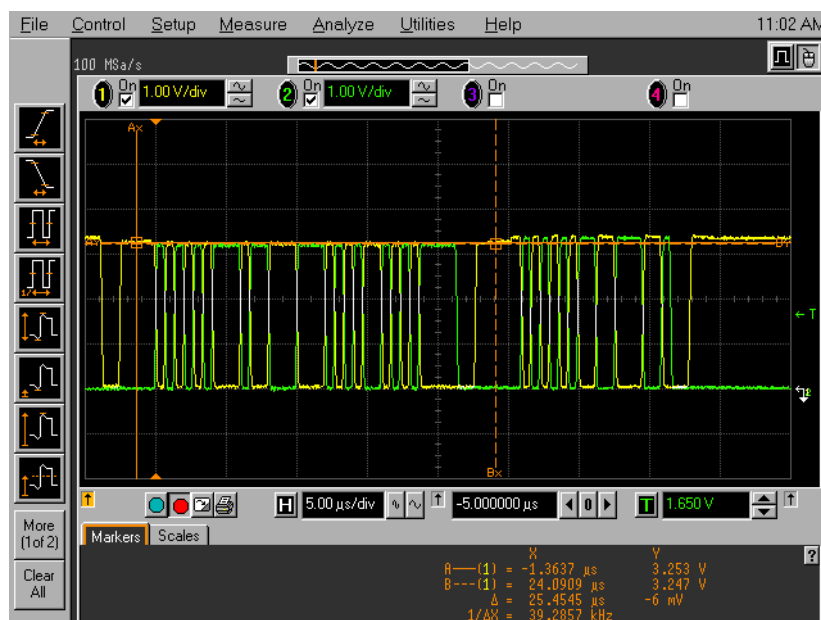 File Control Setup Measure Analyze Utilities Help 11:02 AM
100 MSa/s
1 On 1.00 V/div 2 On 1.00 V/div 3 On 4 On
Ax
T
2
Bx
H 5.00 μs/div -5.000000 μs 0 T 1.650 V
More
(1of 2)
Clear
All
Markers Scales
X Y
A—(1) = -1.3637 μs 3.253 V
B---(1) = 24.0909 μs 3.247 V
Δ = 25.4545 μs -6 mV
1/ΔX = 39.2857 kHz
?